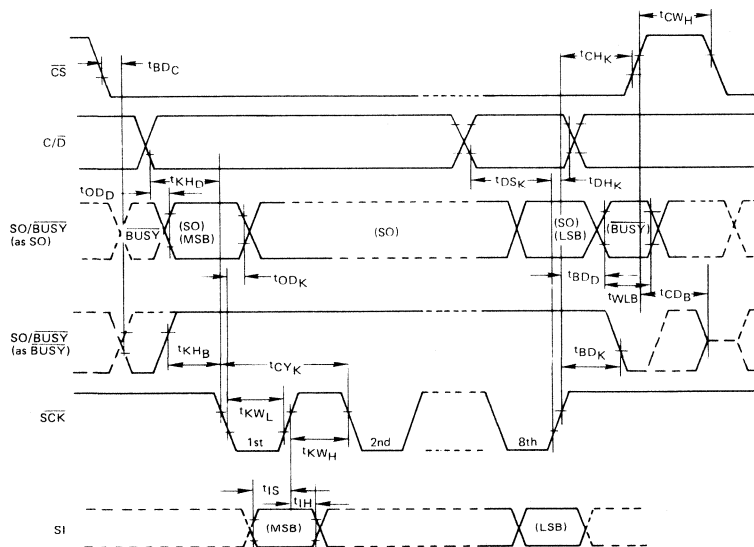 tCWH
tCHK
CS
tBDC
C/D
tKHD
tDSK
tDHK
tODD
SO/BUSY
(as SO)
BUSY
(SO)
(MSB)
(SO)
(SO)
(LSB)
(BUSY)
tODK
tBDD
tWLB
tCDB
SO/BUSY
(as BUSY)
tKHB
tCYK
tBDK
SCK
tKWL
1st
2nd
8th
tKWH
tIS
tIH
SI
(MSB)
(LSB)